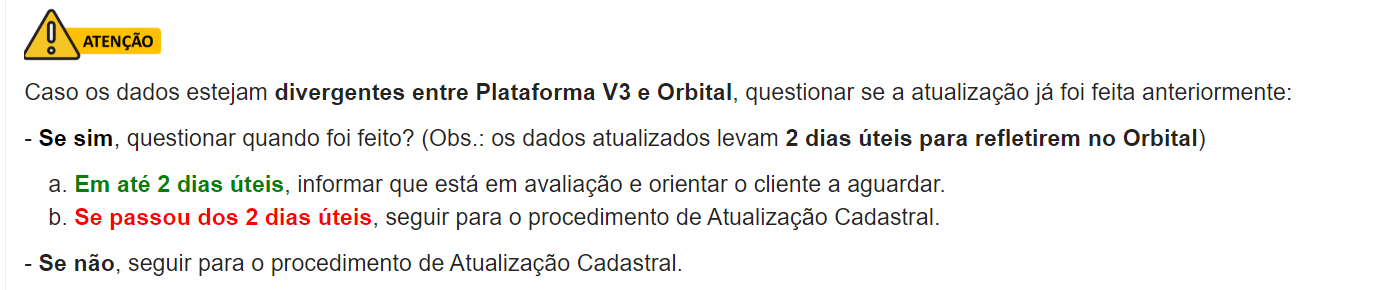 ATENÇÃO
Caso os dados estejam divergentes entre Plataforma V3 e Orbital, questionar se a atualização já foi feita anteriormente:
- Se sim, questionar quando foi feito? (Obs.: os dados atualizados levam 2 dias úteis para refletirem no Orbital)
a. Em até 2 dias úteis, informar que está em avaliação e orientar o cliente a aguardar.
b. Se passou dos 2 dias úteis, seguir para o procedimento de Atualização Cadastral.
- Se não, seguir para o procedimento de Atualização Cadastral.